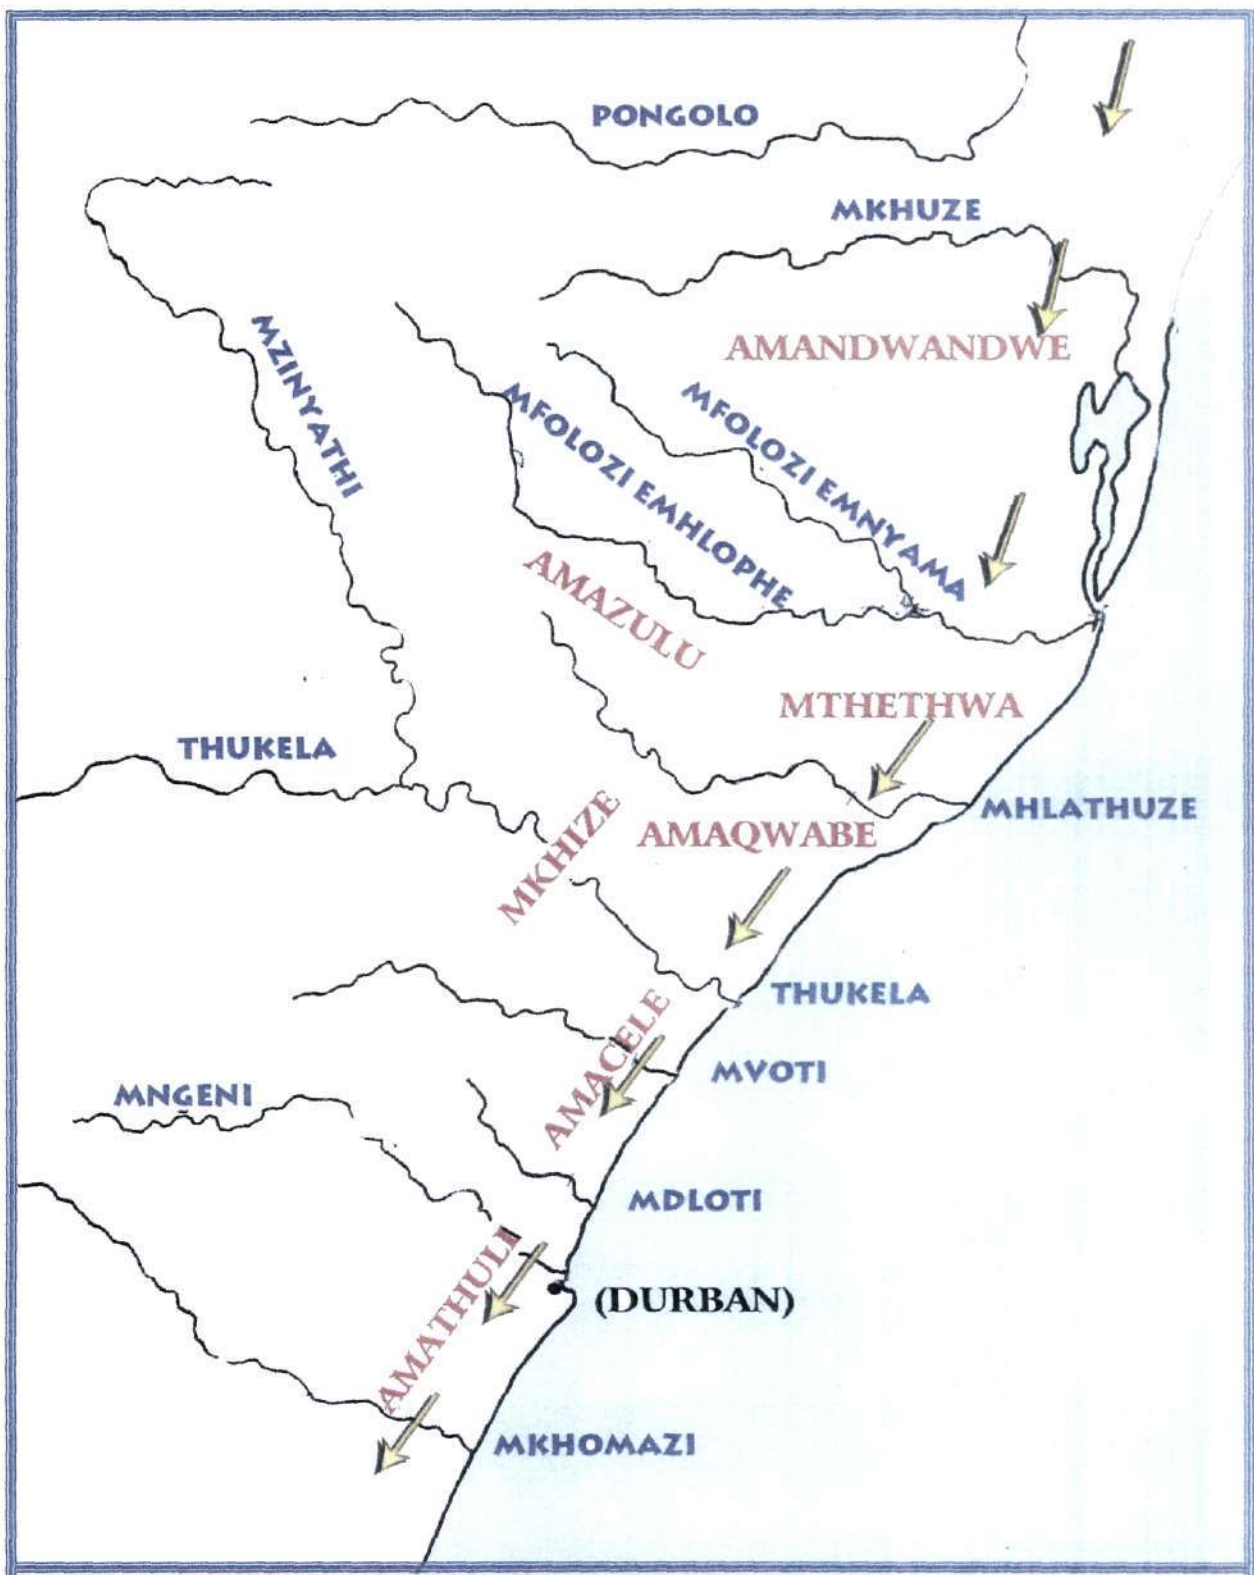 PONGOLO
MKHUZE
AMANDWANDWE
MZINYATHI
MFOLOZI EMHLOPHE
MFOLOZI EMNYAMA
AMAZULU
MTHETHWA
THUKELA
MHLATHUZE
MKHIZE
AMAQWABE
THUKELA
AMACELE
MVOTI
MNGENI
MDLOTI
AMATHULI
(DURBAN)
MKHOMAZI